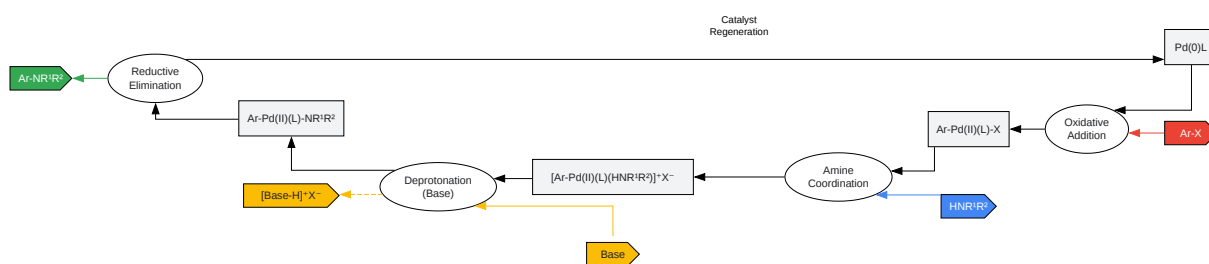 Catalyst
Regeneration
Pd(0)L
Reductive
Elimination
Ar-NR¹R²
Ar-Pd(II)(L)-NR¹R²
Ar-Pd(II)(L)-X
Oxidative
Addition
Ar-X
Amine
Coordination
[Ar-Pd(II)(L)(HNR¹R²)]⁺X⁻
Deprotonation
(Base)
[Base-H]⁺X⁻
HNR¹R²
Base